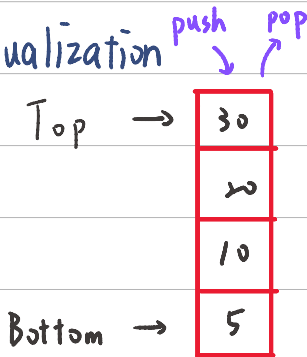 push pop
ualization
Top → 30
20
10
Bottom → 5